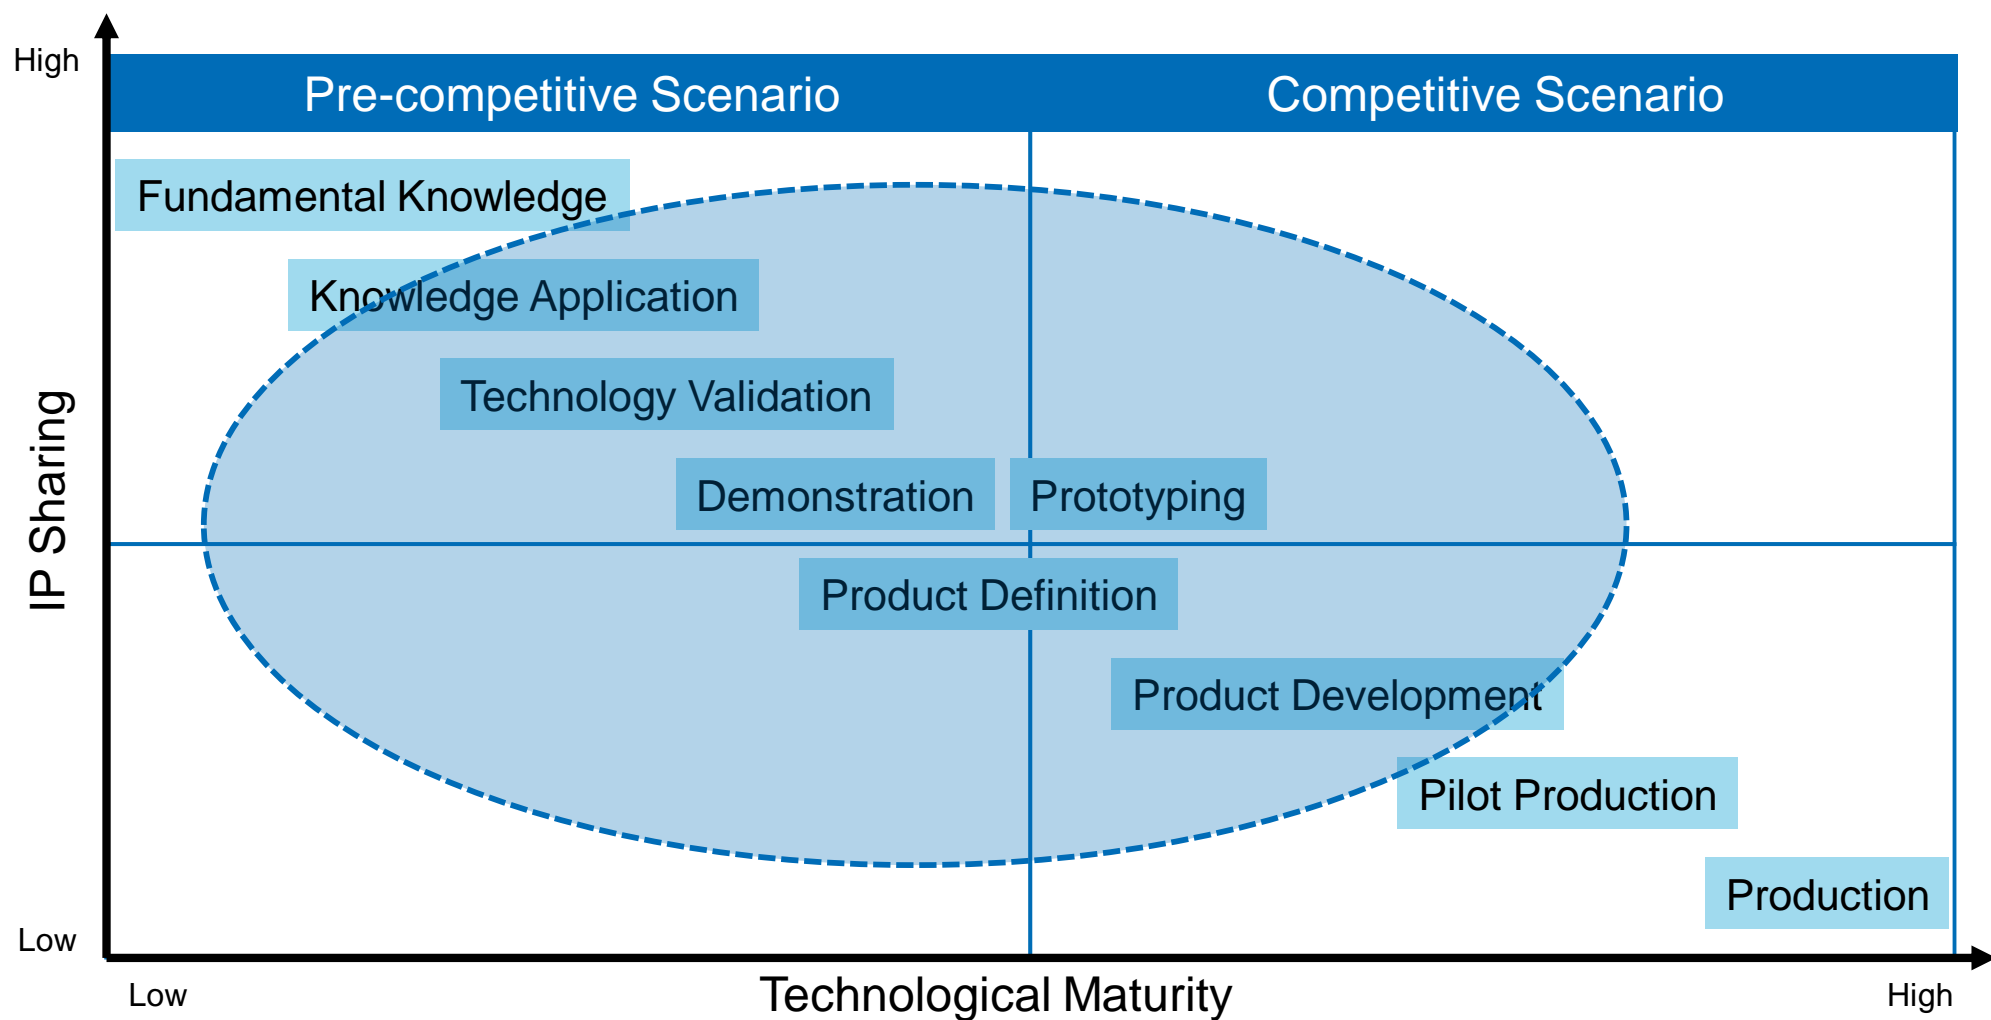 High
Pre-competitive Scenario
Competitive Scenario
Fundamental Knowledge
Knowledge Application
Technology Validation
Demonstration
Prototyping
Product Definition
Product Development
Pilot Production
Production
IP Sharing
Low
Low
Technological Maturity
High